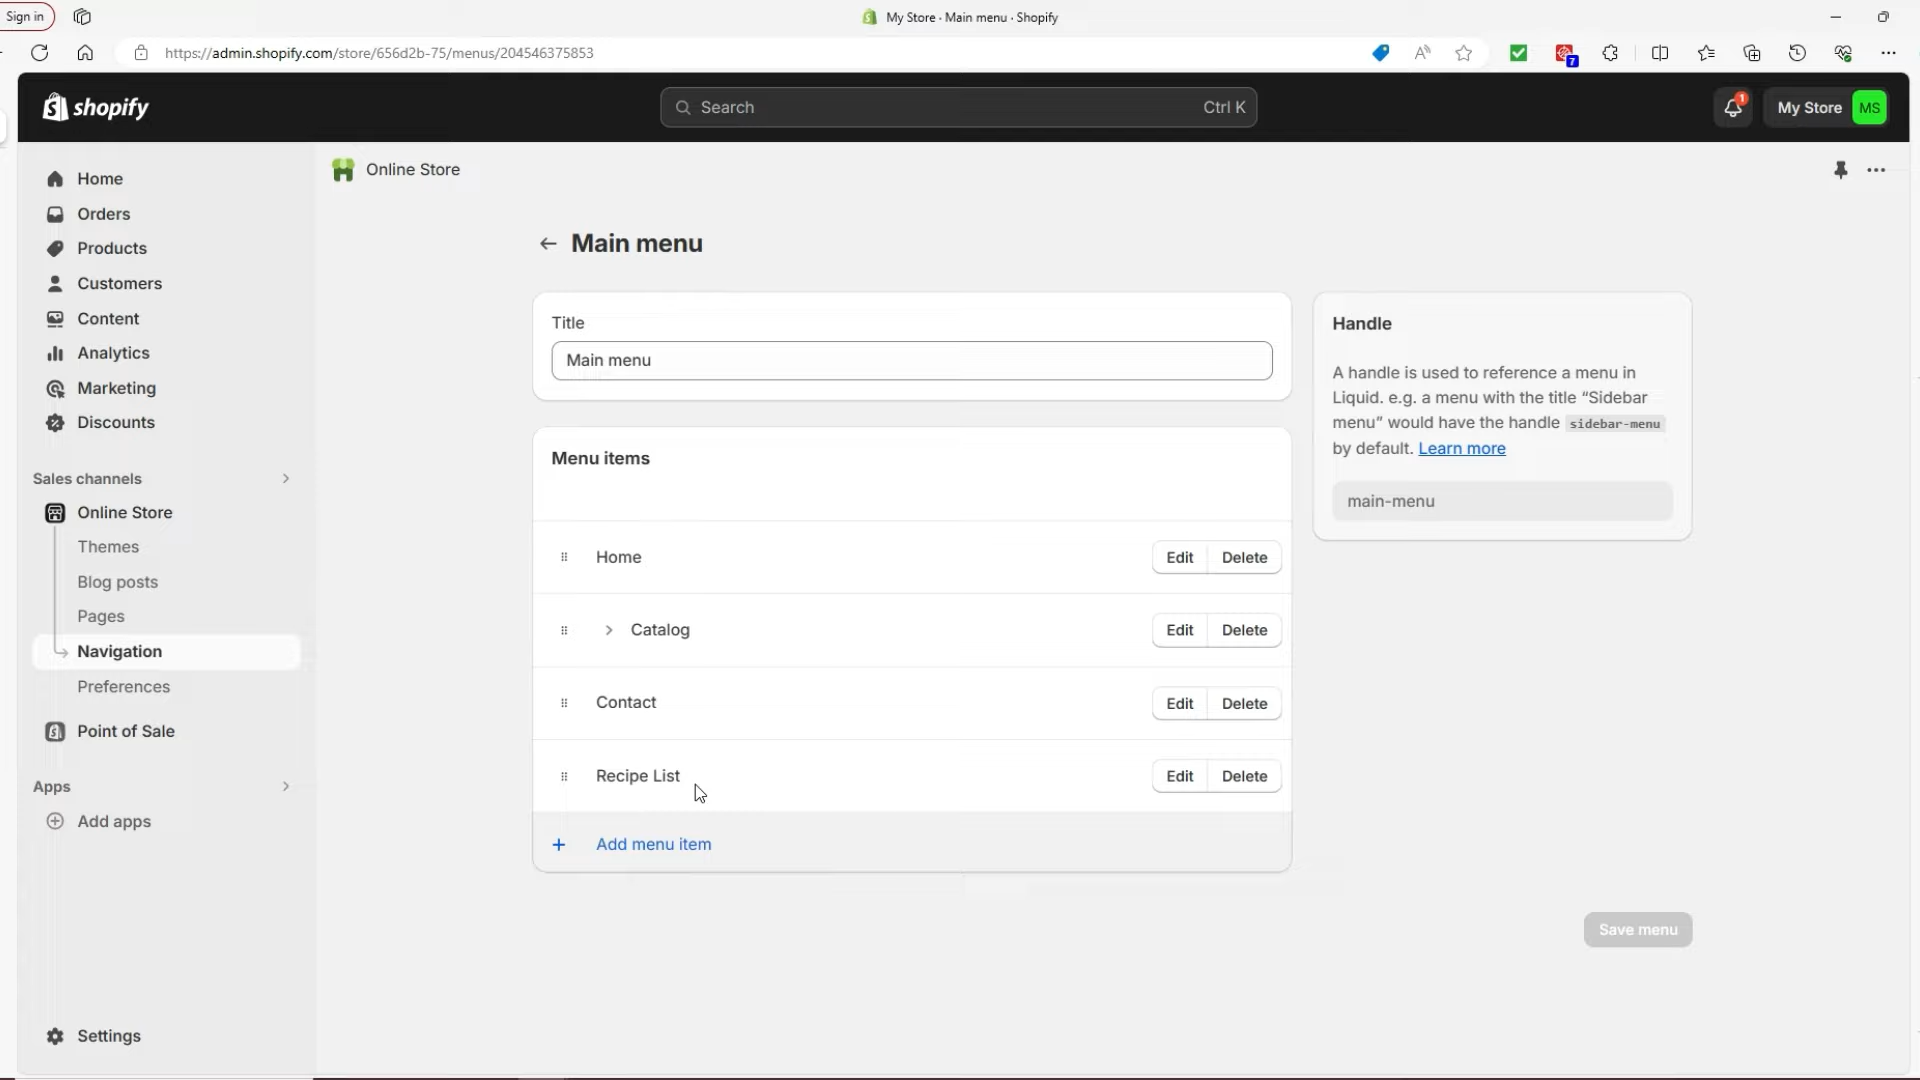 Sign in
My Store · Main menu · Shopify
https://admin.shopify.com/store/656d2b-75/menus/204546375853
7
shopify
Search
Ctrl K
1
My Store
MS
Home
Orders
Products
Customers
Content
Analytics
Marketing
Discounts
Sales channels
Online Store
Themes
Blog posts
Pages
Navigation
Preferences
Point of Sale
Apps
Add apps
Settings
Online Store
Main menu
Title
Main menu
Menu items
Home
Edit
Delete
Catalog
Edit
Delete
Contact
Edit
Delete
Recipe List
Edit
Delete
Add menu item
Handle
A handle is used to reference a menu in
Liquid. e.g. a menu with the title “Sidebar
menu” would have the handle sidebar-menu
by default. Learn more
main-menu
Save menu